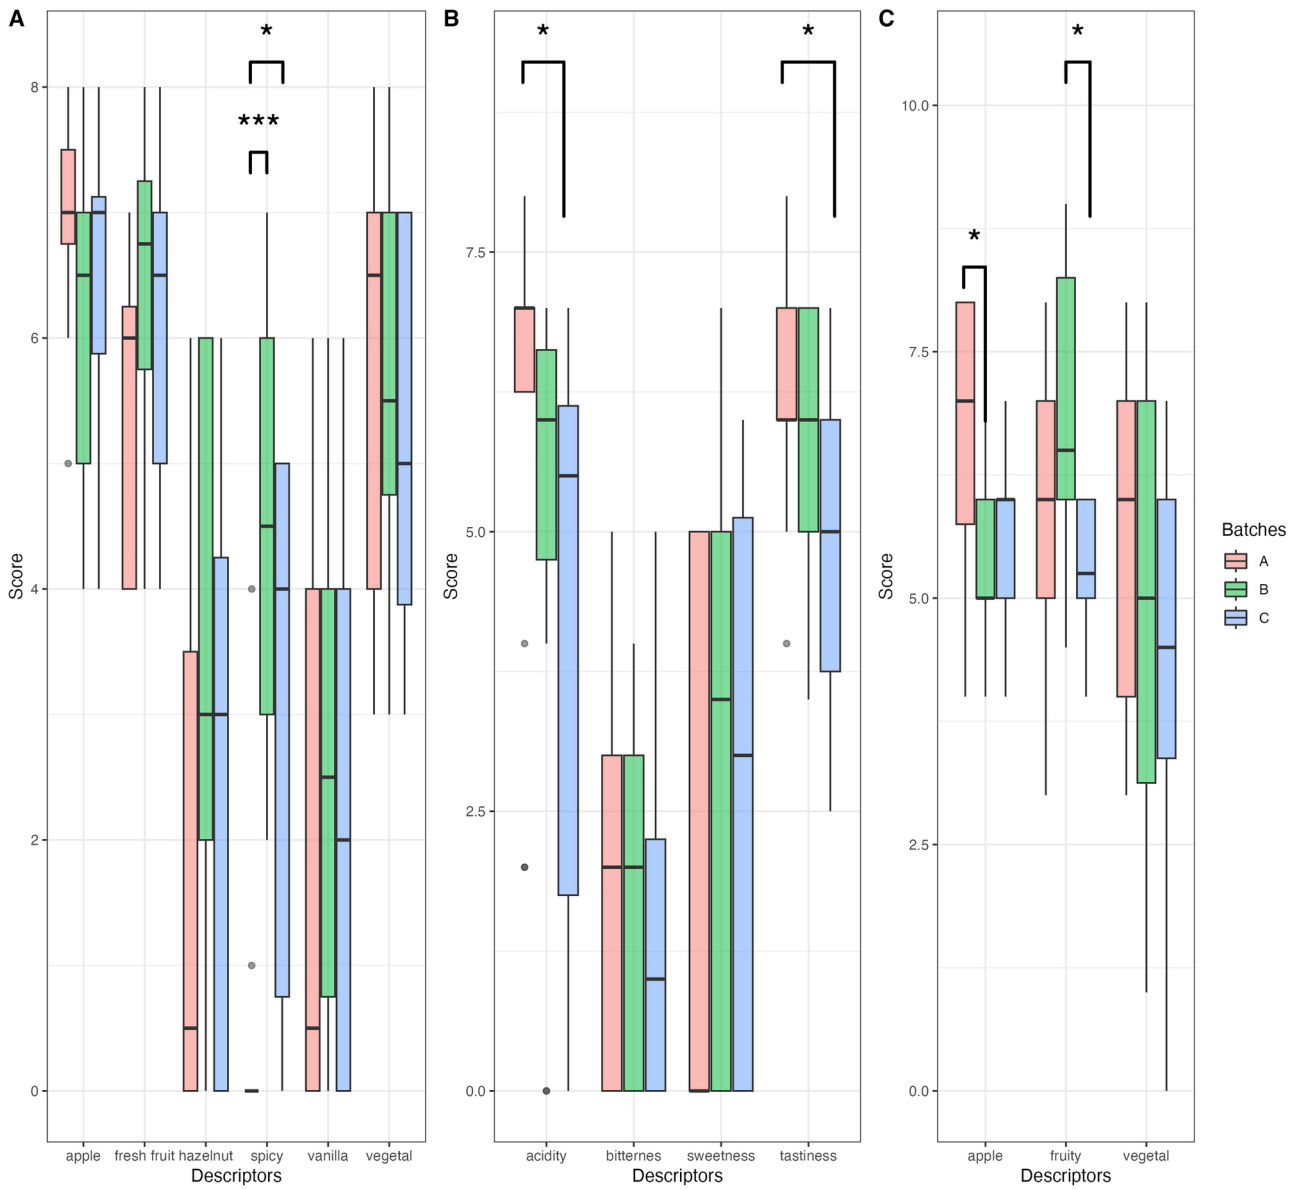 A
*
***
8
6
4
2
0
Score
apple
fresh fruit
hazelnut
spicy
vanilla
vegetal
Descriptors
B
*
*
7.5
5.0
2.5
0.0
Score
acidity
bitternes
sweetness
tastiness
Descriptors
C
*
*
10.0
7.5
5.0
2.5
0.0
Score
apple
fruity
vegetal
Descriptors
Batches
A
B
C